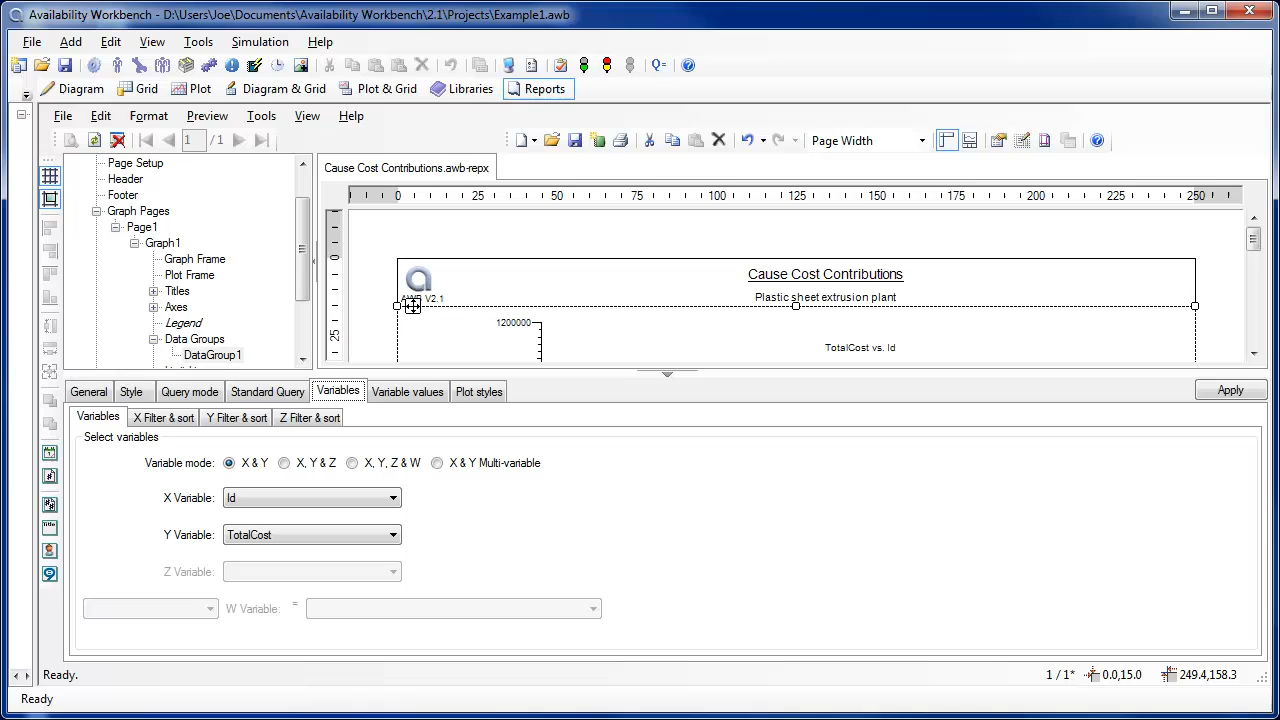 Availability Workbench - D:\Users\Joe\Documents\Availability Workbench\2.1\Projects\Example1.awb
File Add Edit View Tools Simulation Help
Q=
Diagram Grid Plot Diagram & Grid Plot & Grid Libraries Reports
File Edit Format Preview Tools View Help
1 / 1 Page Width
Page Setup
Header
Footer
Graph Pages
Page1
Graph1
Graph Frame
Plot Frame
Titles
Axes
Legend
Data Groups
DataGroup1
Cause Cost Contributions.awb-repx
0 25 50 75 100 125 150 175 200 225 250
0
25
Cause Cost Contributions
Plastic sheet extrusion plant
V2.1
1200000
TotalCost vs. Id
General Style Query mode Standard Query Variables Variable values Plot styles Apply
Variables X Filter & sort Y Filter & sort Z Filter & sort
Select variables
Variable mode: X & Y X, Y & Z X, Y, Z & W X & Y Multi-variable
X Variable: Id
Y Variable: TotalCost
Z Variable:
W Variable: =
Ready. 1 / 1* 0.0,15.0 249.4,158.3
Ready